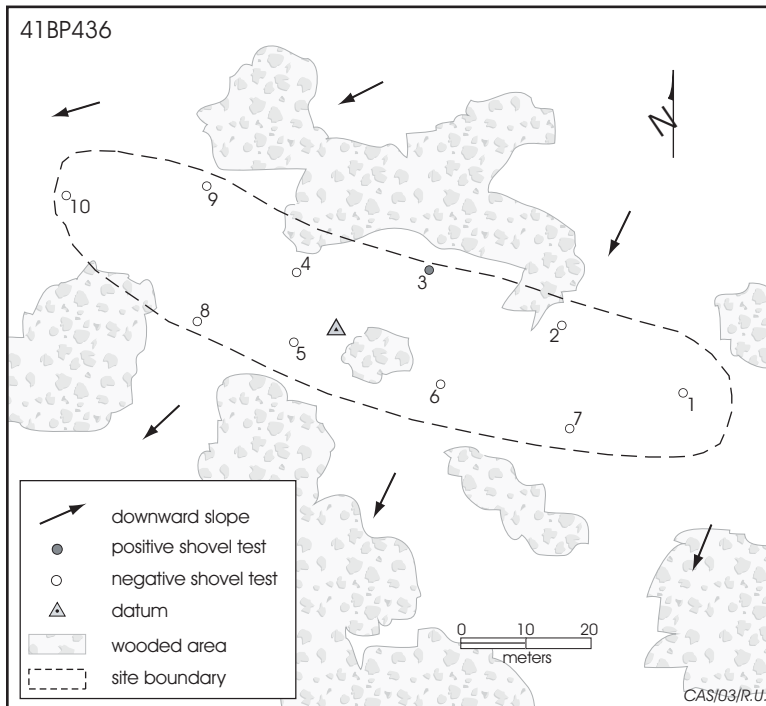 41BP436
N
10
9
4
3
8
5
2
6
1
7
downward slope
positive shovel test
negative shovel test
datum
wooded area
site boundary
0 10 20
meters
CAS/03/R.U.